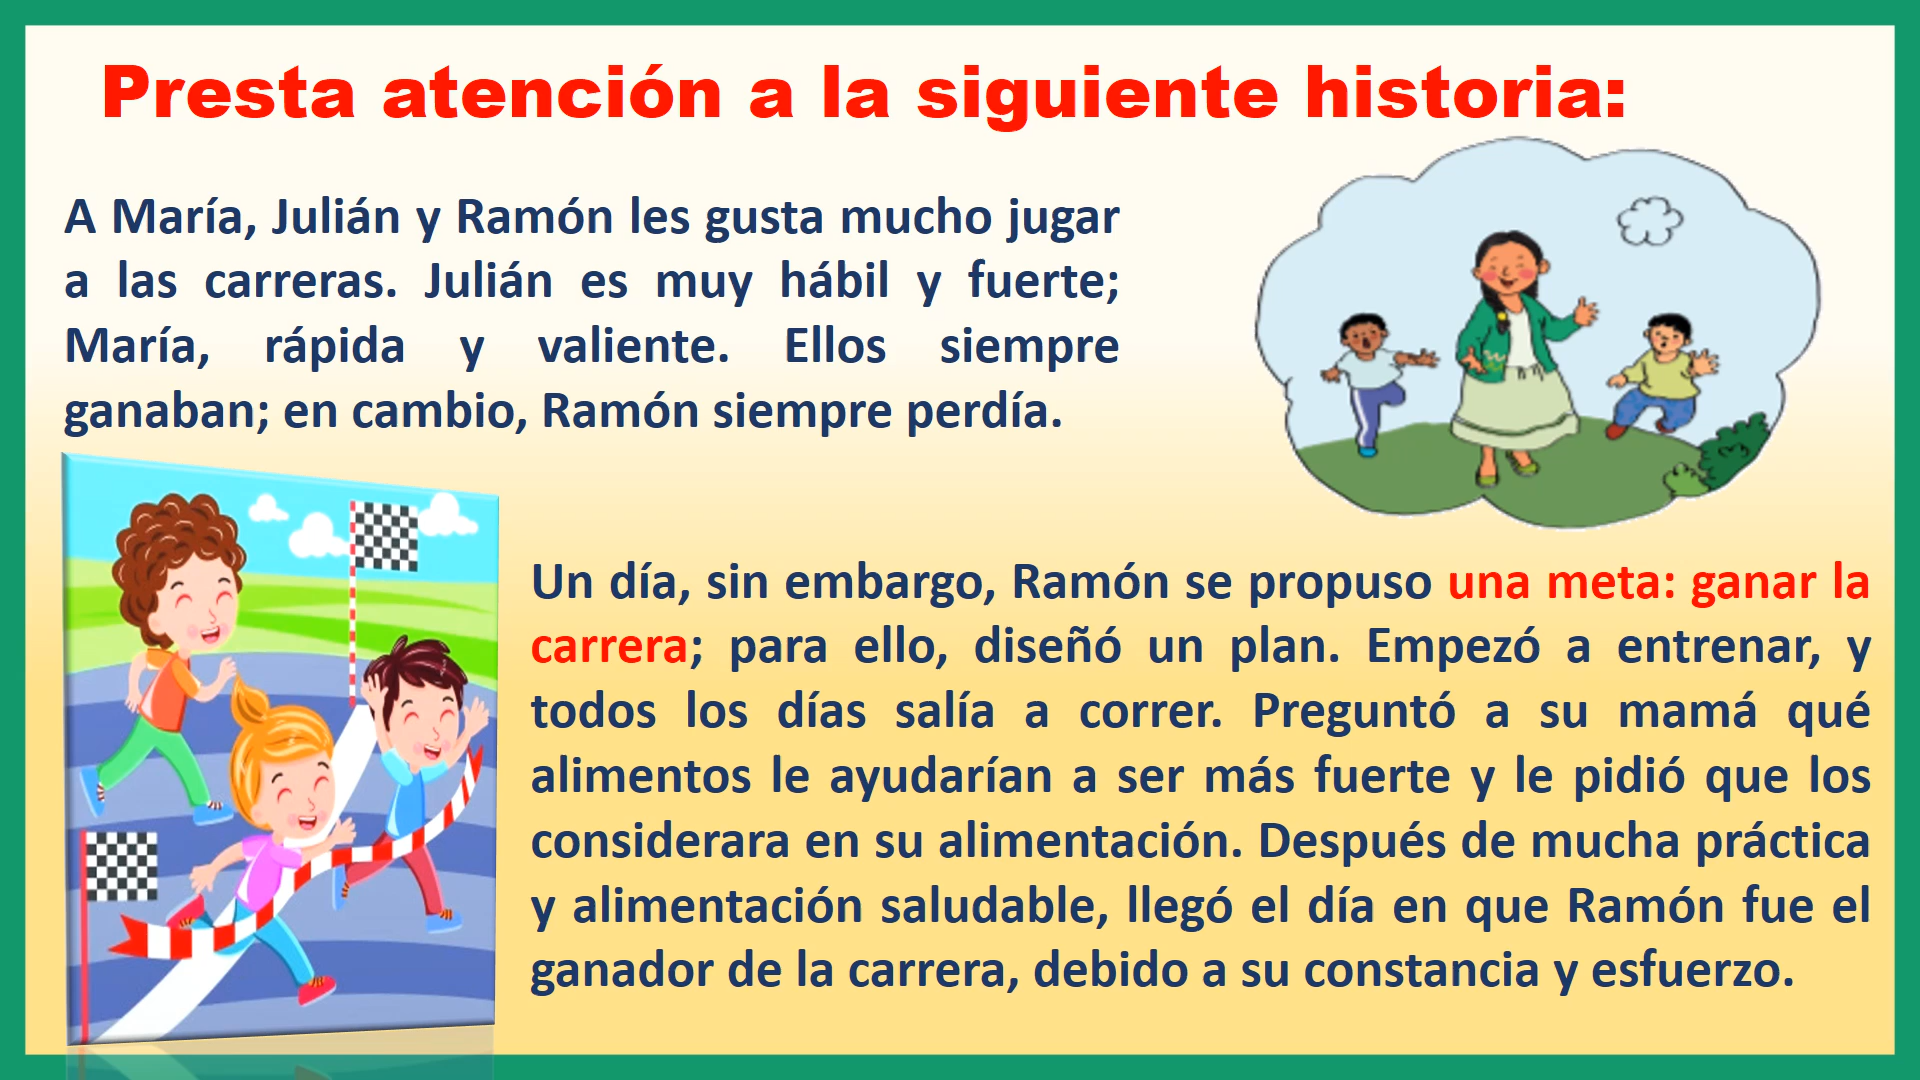 Presta atención a la siguiente historia:
A María, Julián y Ramón les gusta mucho jugar
a las carreras. Julián es muy hábil y fuerte;
María, rápida y valiente. Ellos siempre
ganaban; en cambio, Ramón siempre perdía.
Un día, sin embargo, Ramón se propuso una meta: ganar la
carrera; para ello, diseñó un plan. Empezó a entrenar, y
todos los días salía a correr. Preguntó a su mamá qué
alimentos le ayudarían a ser más fuerte y le pidió que los
considerara en su alimentación. Después de mucha práctica
y alimentación saludable, llegó el día en que Ramón fue el
ganador de la carrera, debido a su constancia y esfuerzo.